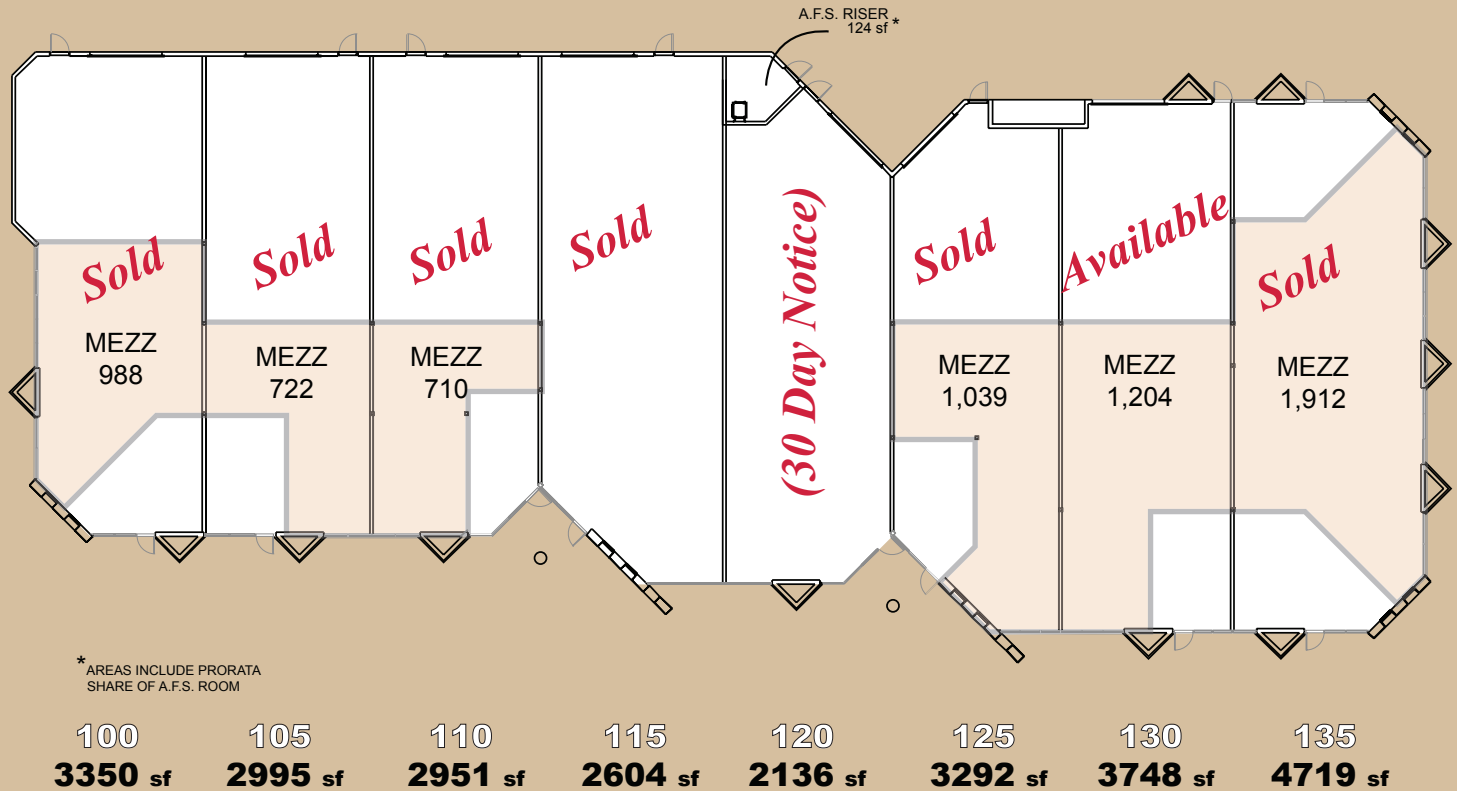 A.F.S. RISER
124 sf *
Sold
Sold
Sold
Sold
(30 Day Notice)
Sold
Available
Sold
MEZZ
988
MEZZ
722
MEZZ
710
MEZZ
1,039
MEZZ
1,204
MEZZ
1,912
*AREAS INCLUDE PRORATA
SHARE OF A.F.S. ROOM
100 105 110 115 120 125 130 135
3350 sf 2995 sf 2951 sf 2604 sf 2136 sf 3292 sf 3748 sf 4719 sf